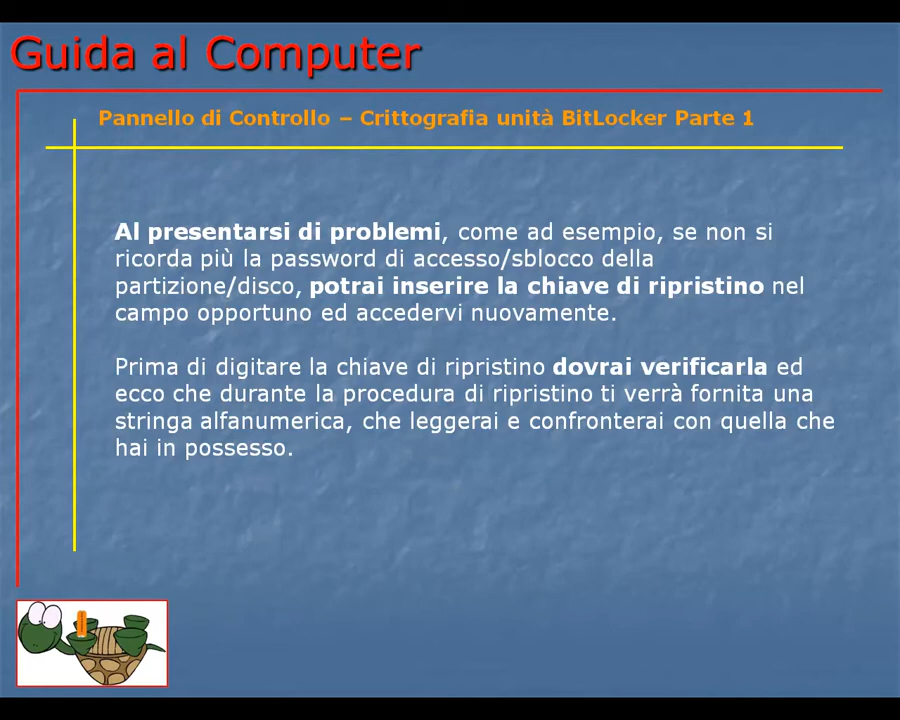 Guida al Computer
Pannello di Controllo – Crittografia unità BitLocker Parte 1
Al presentarsi di problemi, come ad esempio, se non si
ricorda più la password di accesso/sblocco della
partizione/disco, potrai inserire la chiave di ripristino nel
campo opportuno ed accedervi nuovamente.
Prima di digitare la chiave di ripristino dovrai verificarla ed
ecco che durante la procedura di ripristino ti verrà fornita una
stringa alfanumerica, che leggerai e confronterai con quella che
hai in possesso.